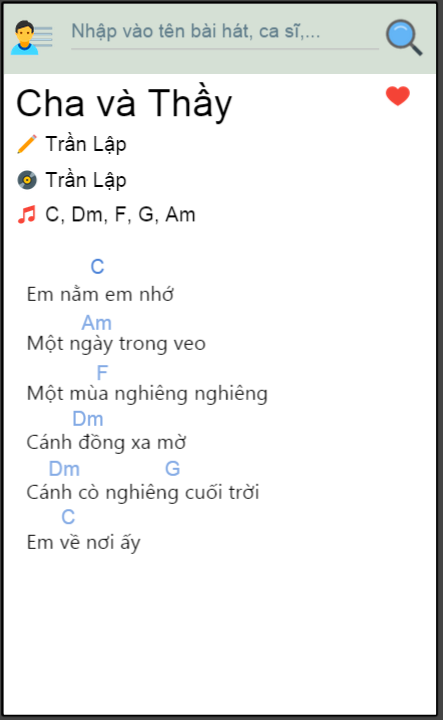 Nhập vào tên bài hát, ca sĩ,...
Cha và Thầy
Trần Lập
Trần Lập
C, Dm, F, G, Am
C
Em nằm em nhớ
Am
Một ngày trong veo
F
Một mùa nghiêng nghiêng
Dm
Cánh đồng xa mờ
Dm G
Cánh cò nghiêng cuối trời
C
Em về nơi ấy